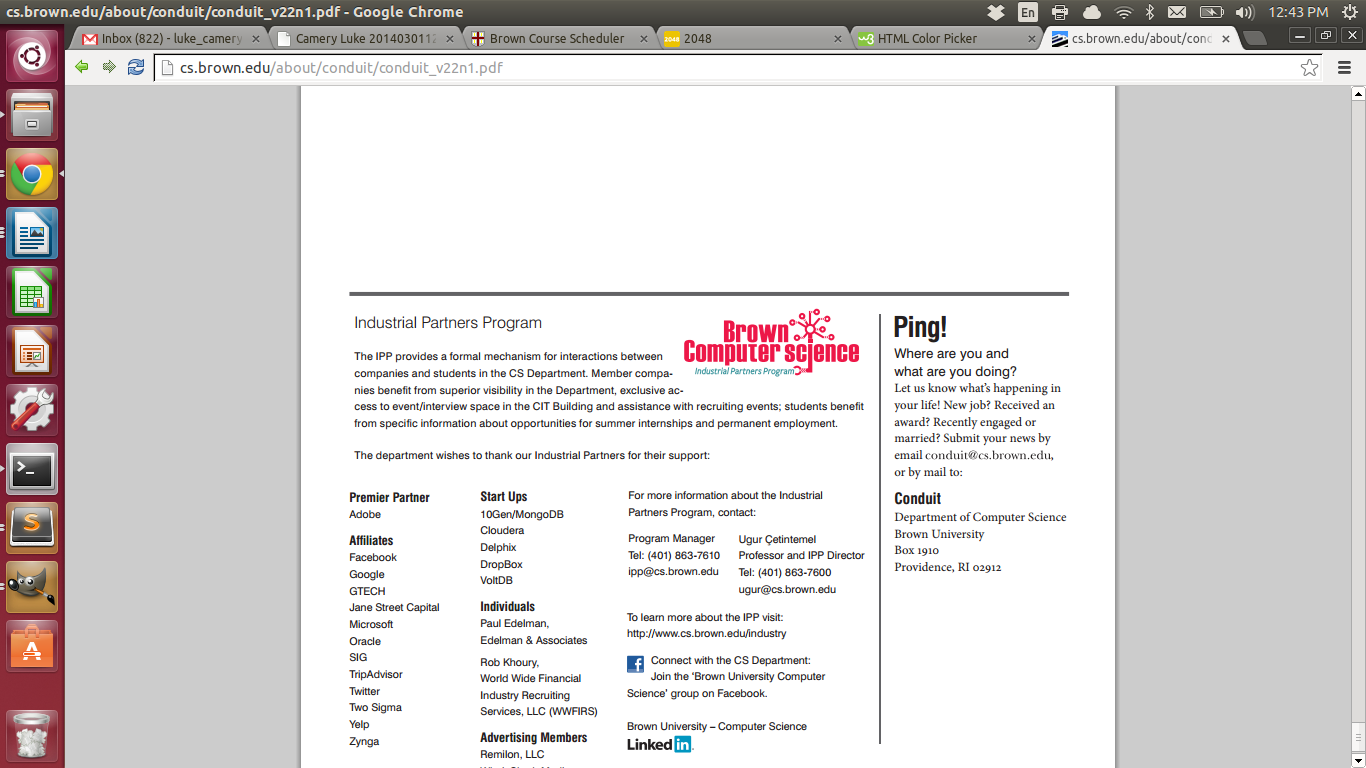 cs.brown.edu/about/conduit/conduit_v22n1.pdf - Google Chrome
En
12:43 PM
Inbox (822) - luke_camery
Camery Luke 2014030112
Brown Course Scheduler
2048
2048
HTML Color Picker
cs.brown.edu/about/cond
cs.brown.edu/about/conduit/conduit_v22n1.pdf
Industrial Partners Program
Brown
Computer science
Industrial Partners Program
The IPP provides a formal mechanism for interactions between
companies and students in the CS Department. Member compa-
nies benefit from superior visibility in the Department, exclusive ac-
cess to event/interview space in the CIT Building and assistance with recruiting events; students benefit
from specific information about opportunities for summer internships and permanent employment.
The department wishes to thank our Industrial Partners for their support:
Premier Partner
Adobe
Affiliates
Facebook
Google
GTECH
Jane Street Capital
Microsoft
Oracle
SIG
TripAdvisor
Twitter
Two Sigma
Yelp
Zynga
Start Ups
10Gen/MongoDB
Cloudera
Delphix
DropBox
VoltDB
Individuals
Paul Edelman,
Edelman & Associates
Rob Khoury,
World Wide Financial
Industry Recruiting
Services, LLC (WWFIRS)
Advertising Members
Remilon, LLC
For more information about the Industrial
Partners Program, contact:
Program Manager
Tel: (401) 863-7610
ipp@cs.brown.edu
Ugur Çetintemel
Professor and IPP Director
Tel: (401) 863-7600
ugur@cs.brown.edu
To learn more about the IPP visit:
http://www.cs.brown.edu/industry
Connect with the CS Department:
Join the ‘Brown University Computer
Science’ group on Facebook.
Brown University – Computer Science
Linked in
Ping!
Where are you and
what are you doing?
Let us know what's happening in
your life! New job? Received an
award? Recently engaged or
married? Submit your news by
email conduit@cs.brown.edu,
or by mail to:
Conduit
Department of Computer Science
Brown University
Box 1910
Providence, RI 02912